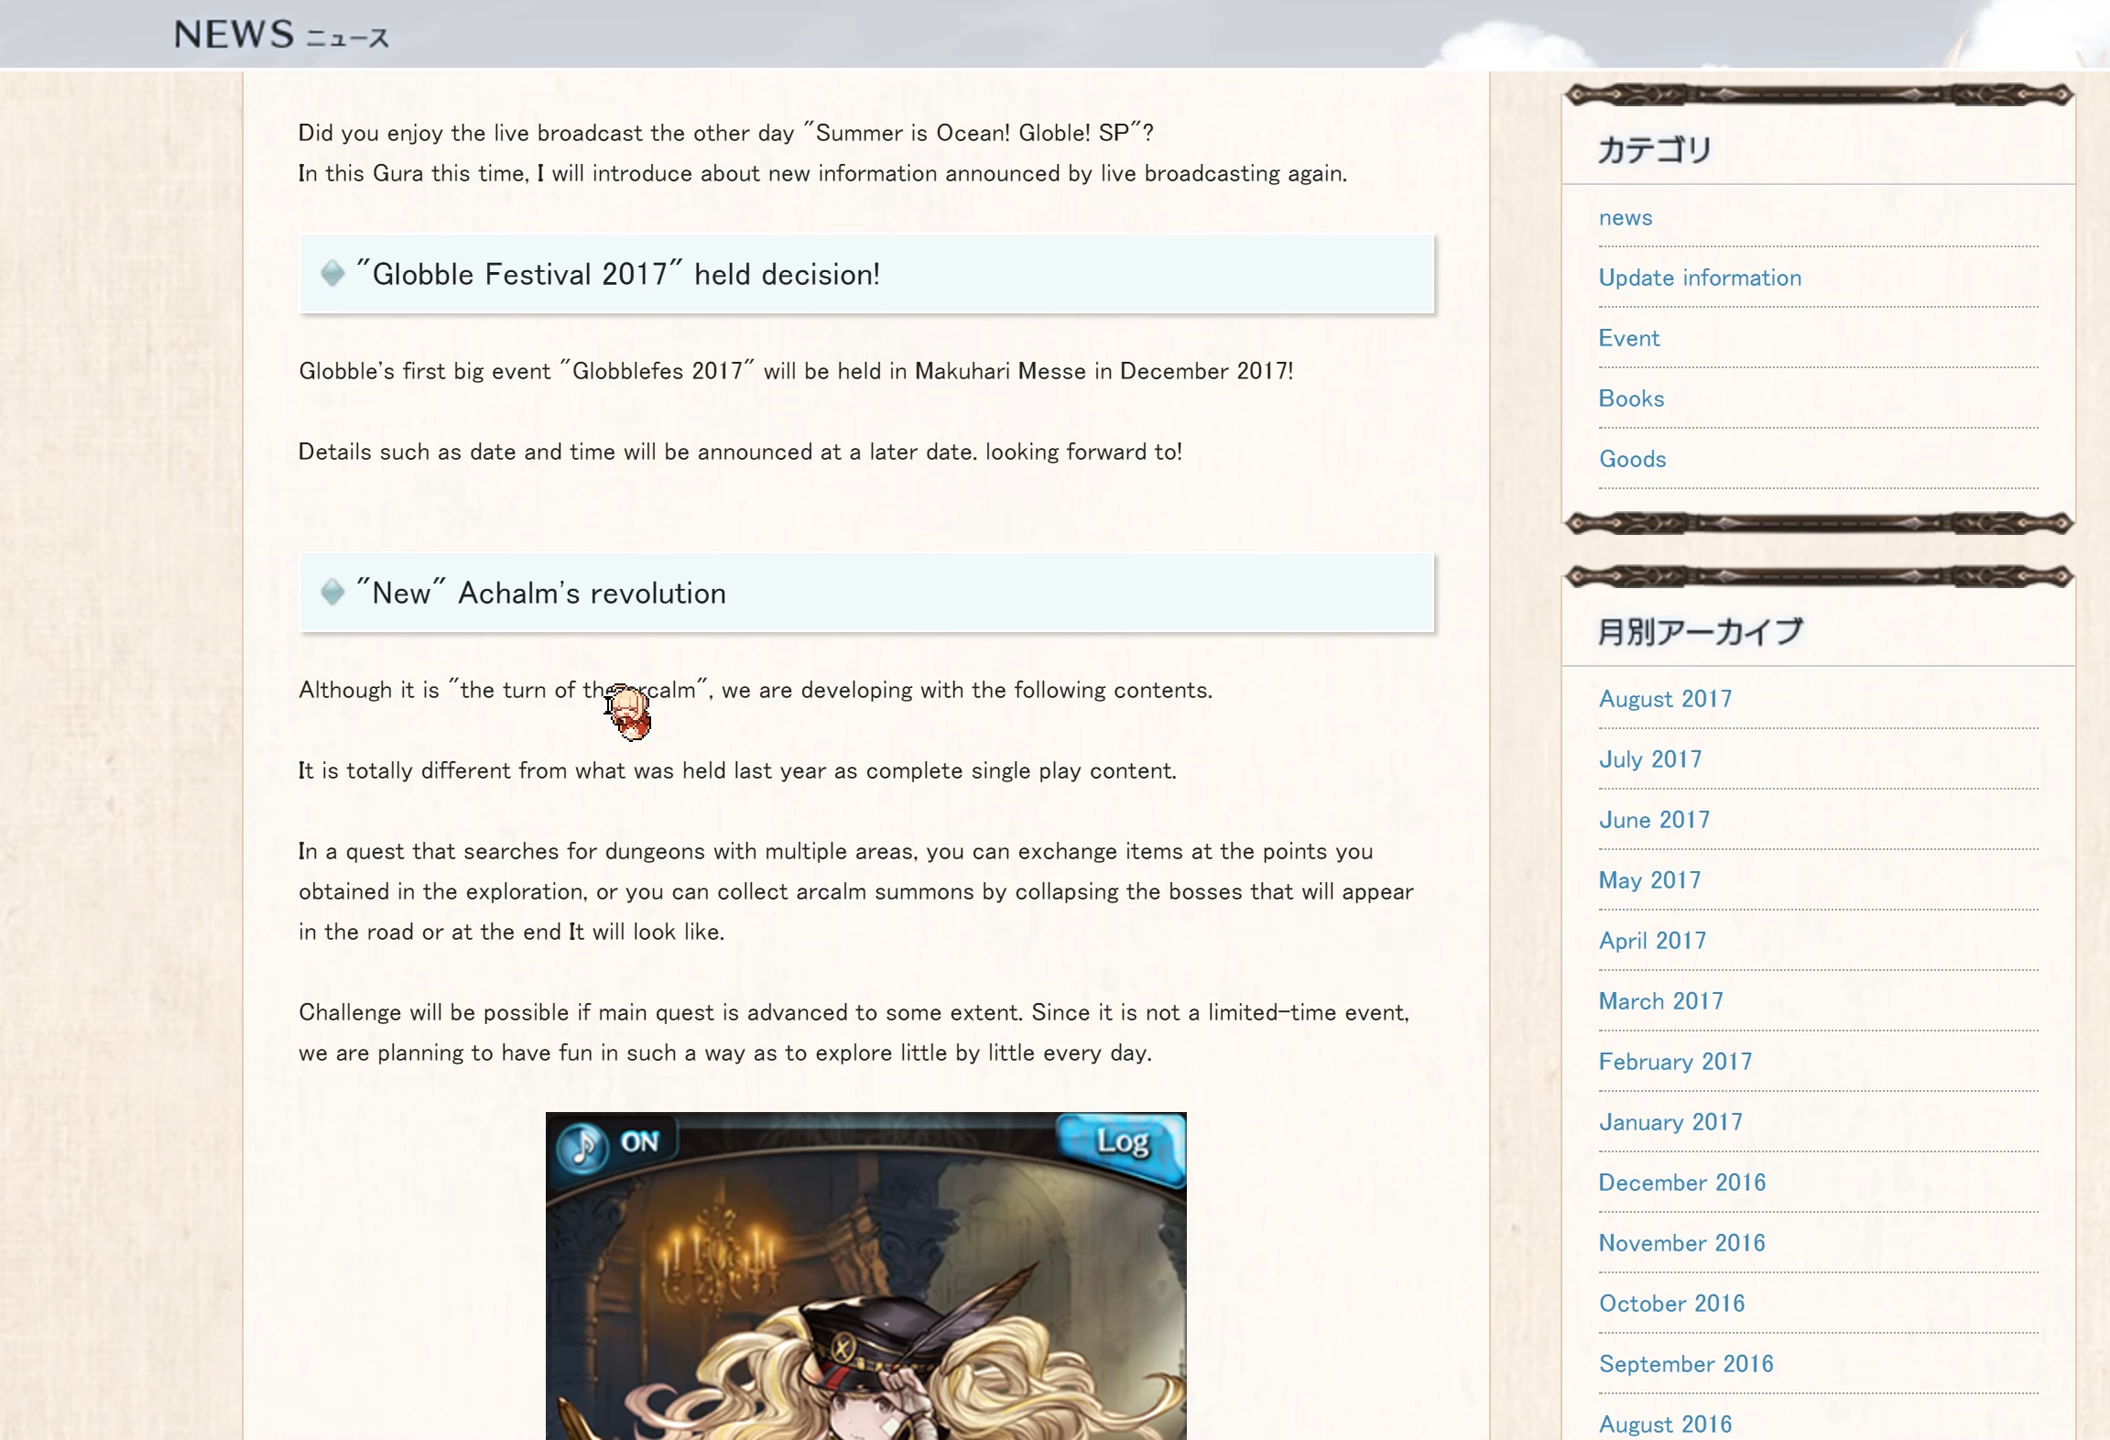 NEWS ニュース
Did you enjoy the live broadcast the other day "Summer is Ocean! Globle! SP"?
In this Gura this time, I will introduce about new information announced by live broadcasting again.
"Globble Festival 2017" held decision!
Globble's first big event "Globblefes 2017" will be held in Makuhari Messe in December 2017!
Details such as date and time will be announced at a later date. looking forward to!
"New" Achalm's revolution
Although it is "the turn of the arcalm", we are developing with the following contents.
It is totally different from what was held last year as complete single play content.
In a quest that searches for dungeons with multiple areas, you can exchange items at the points you
obtained in the exploration, or you can collect arcalm summons by collapsing the bosses that will appear
in the road or at the end It will look like.
Challenge will be possible if main quest is advanced to some extent. Since it is not a limited-time event,
we are planning to have fun in such a way as to explore little by little every day.
ON
Log
カテゴリ
news
Update information
Event
Books
Goods
月別アーカイブ
August 2017
July 2017
June 2017
May 2017
April 2017
March 2017
February 2017
January 2017
December 2016
November 2016
October 2016
September 2016
August 2016